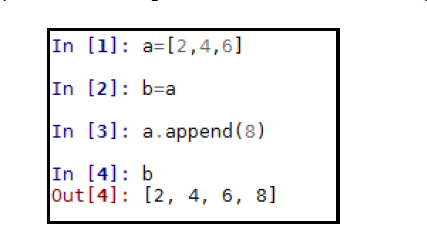 In [1]: a=[2,4,6]
In [2]: b=a
In [3]: a.append(8)
In [4]: b
Out[4]: [2, 4, 6, 8]